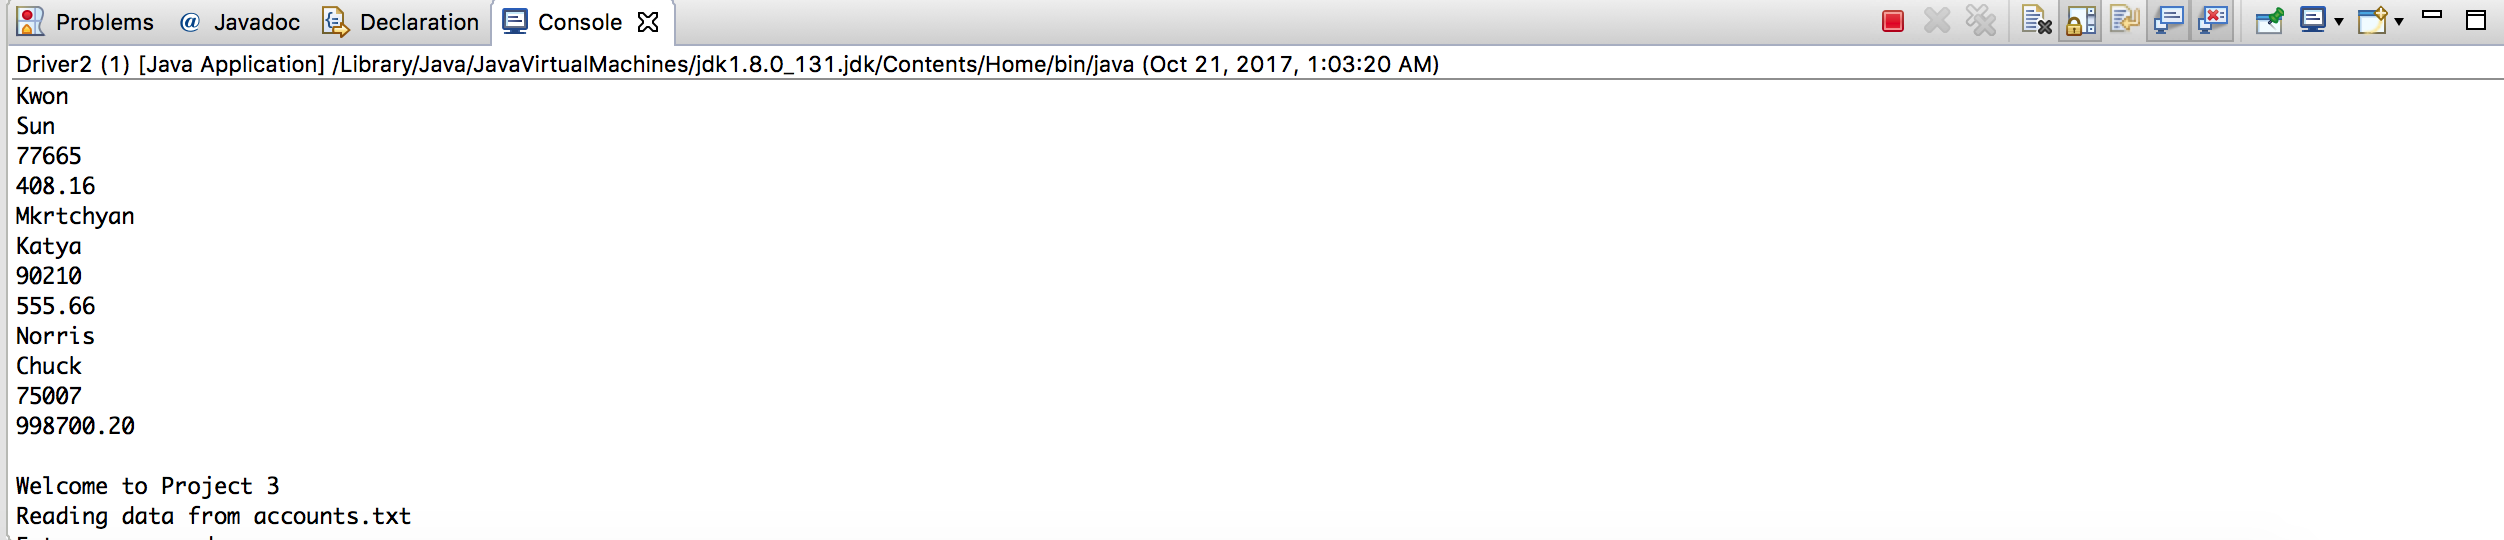 Problems @ Javadoc Declaration Console
Driver2 (1) [Java Application] /Library/Java/JavaVirtualMachines/jdk1.8.0_131.jdk/Contents/Home/bin/java (Oct 21, 2017, 1:03:20 AM)
Kwon
Sun
77665
408.16
Mkrtchyan
Katya
90210
555.66
Norris
Chuck
75007
998700.20
Welcome to Project 3
Reading data from accounts.txt